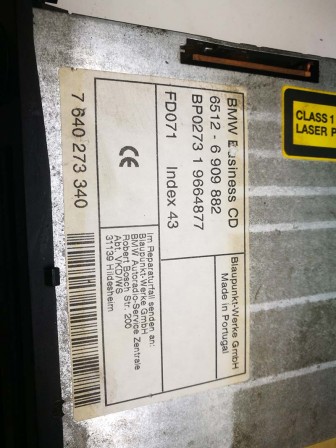 BMW Business CD
6512 - 6 909 882
BP0273 1 9664877
FD071 Index 43
Blaupunkt-Werke GmbH
Made in Portugal
CE
Im Reparaturfall senden an:
Blaupunkt-Werke GmbH
BMW Autoradio-Service Zentrale
Abt. VKD/WS
Robert Bosch Str. 200
31139 Hildesheim
7 640 273 340
CLASS 1
LASER P